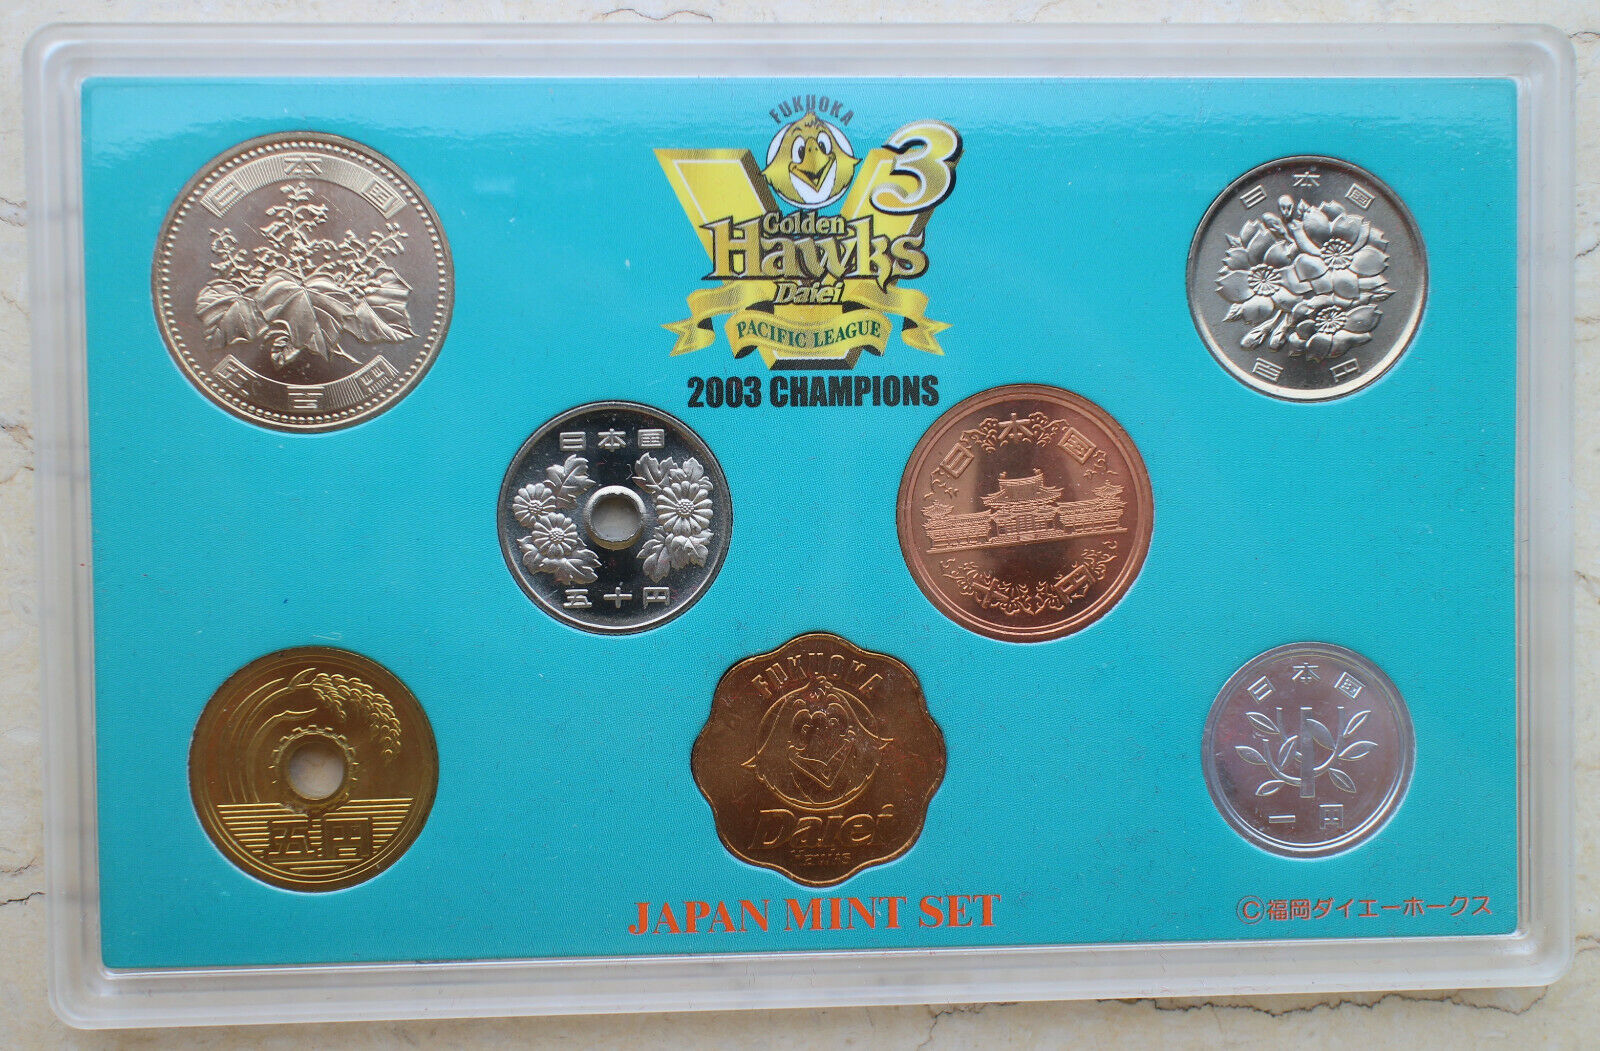 FUKUOKA
V3
Golden
Hawks
Daiei
PACIFIC LEAGUE
2003 CHAMPIONS
日本国
五百円
日本国
百円
日本国
五十円
日本国
十円
五円
FUKUOKA
Daiei
Hawks
日本国
一円
JAPAN MINT SET
©福岡ダイエーホークス